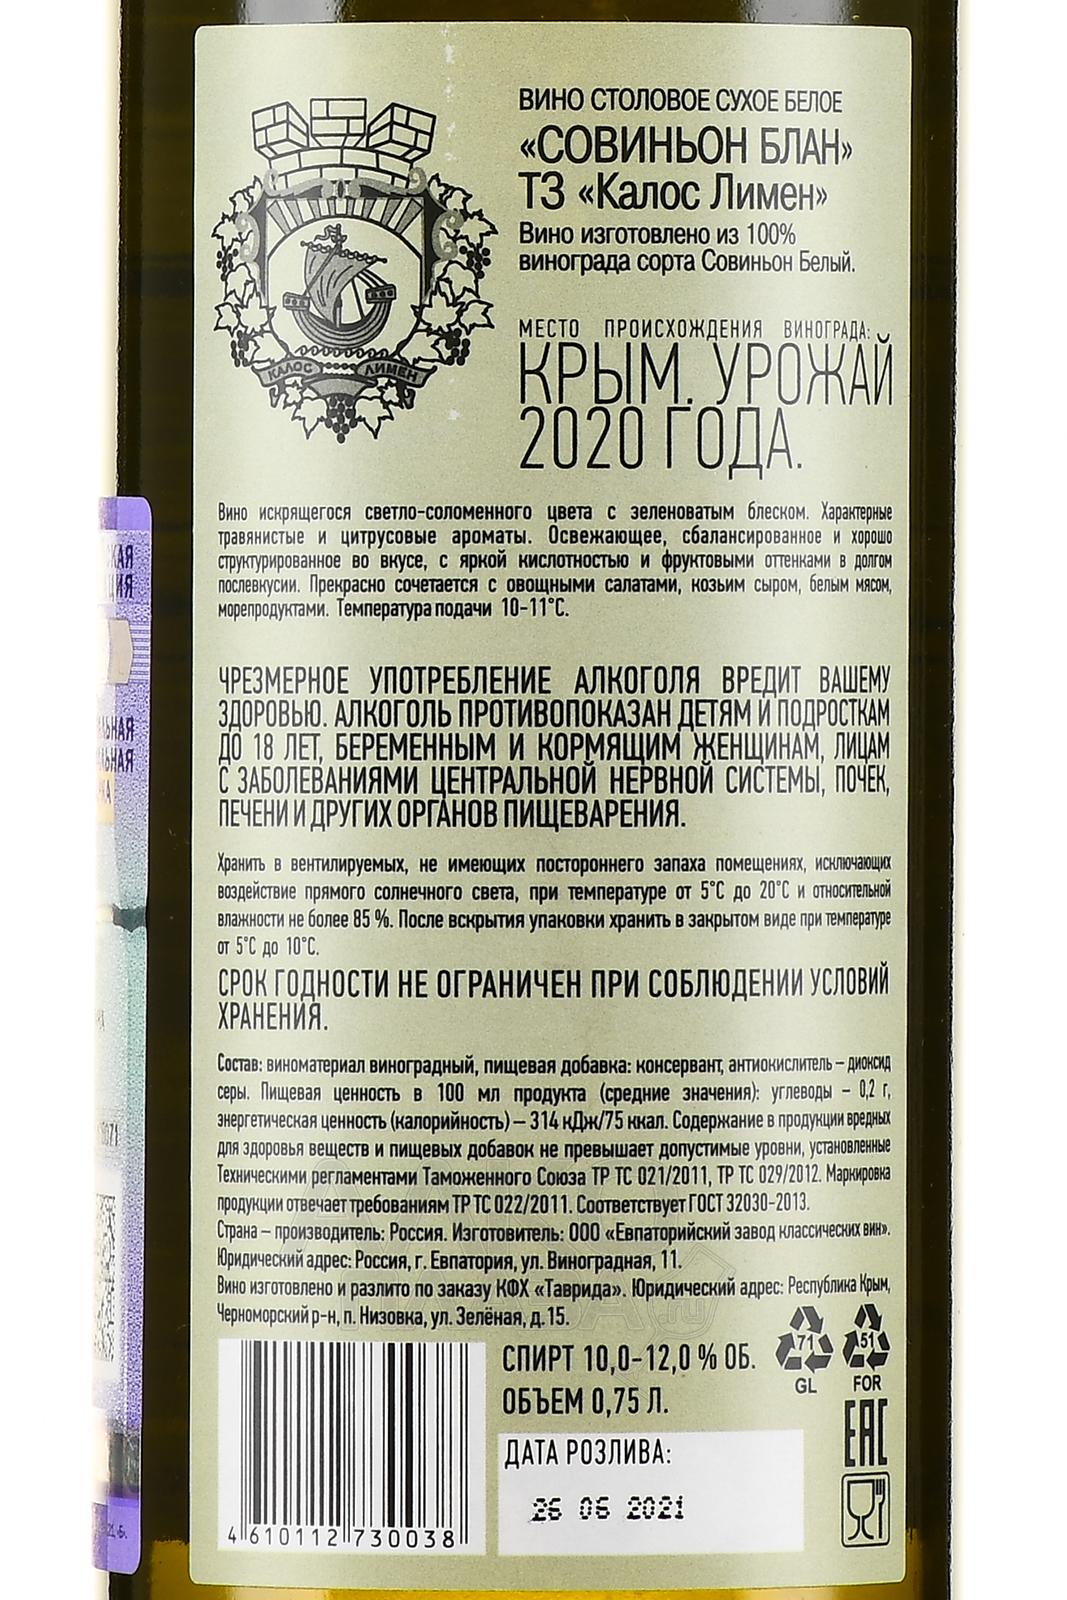 ВИНО СТОЛОВОЕ СУХОЕ БЕЛОЕ
«СОВИНЬОН БЛАН»
ТЗ «Калос Лимен»
Вино изготовлено из 100%
винограда сорта Совиньон Белый.
МЕСТО ПРОИСХОЖДЕНИЯ ВИНОГРАДА:
КРЫМ. УРОЖАЙ
2020 ГОДА.
КАЛОС ЛИМЕН
Вино искрящегося светло-соломенного цвета с зеленоватым блеском. Характерные
травянистые и цитрусовые ароматы. Освежающее, сбалансированное и хорошо
структурированное во вкусе, с яркой кислотностью и фруктовыми оттенками в долгом
послевкусии. Прекрасно сочетается с овощными салатами, козьим сыром, белым мясом,
морепродуктами. Температура подачи 10-11°С.
ЧРЕЗМЕРНОЕ УПОТРЕБЛЕНИЕ АЛКОГОЛЯ ВРЕДИТ ВАШЕМУ
ЗДОРОВЬЮ. АЛКОГОЛЬ ПРОТИВОПОКАЗАН ДЕТЯМ И ПОДРОСТКАМ
ДО 18 ЛЕТ, БЕРЕМЕННЫМ И КОРМЯЩИМ ЖЕНЩИНАМ, ЛИЦАМ
С ЗАБОЛЕВАНИЯМИ ЦЕНТРАЛЬНОЙ НЕРВНОЙ СИСТЕМЫ, ПОЧЕК,
ПЕЧЕНИ И ДРУГИХ ОРГАНОВ ПИЩЕВАРЕНИЯ.
Хранить в вентилируемых, не имеющих постороннего запаха помещениях, исключающих
воздействие прямого солнечного света, при температуре от 5°С до 20°С и относительной
влажности не более 85 %. После вскрытия упаковки хранить в закрытом виде при температуре
от 5°С до 10°С.
СРОК ГОДНОСТИ НЕ ОГРАНИЧЕН ПРИ СОБЛЮДЕНИИ УСЛОВИЙ
ХРАНЕНИЯ.
Состав: виноматериал виноградный, пищевая добавка: консервант, антиокислитель – диоксид
серы. Пищевая ценность в 100 мл продукта (средние значения): углеводы – 0,2 г,
энергетическая ценность (калорийность) – 314 кДж/75 ккал. Содержание в продукции вредных
для здоровья веществ и пищевых добавок не превышает допустимые уровни, установленные
Техническими регламентами Таможенного Союза ТР ТС 021/2011, ТР ТС 029/2012. Маркировка
продукции отвечает требованиям ТР ТС 022/2011. Соответствует ГОСТ 32030-2013.
Страна – производитель: Россия. Изготовитель: ООО «Евпаторийский завод классических вин».
Юридический адрес: Россия, г. Евпатория, ул. Виноградная, 11.
Вино изготовлено и разлито по заказу КФХ «Таврида». Юридический адрес: Республика Крым,
Черноморский р-н, п. Низовка, ул. Зелёная, д.15.
СПИРТ 10,0-12,0 % ОБ.
ОБЪЕМ 0,75 Л.
71 51
GL FOR
EAC
ДАТА РОЗЛИВА:
26 06 2021
4 610112 730038